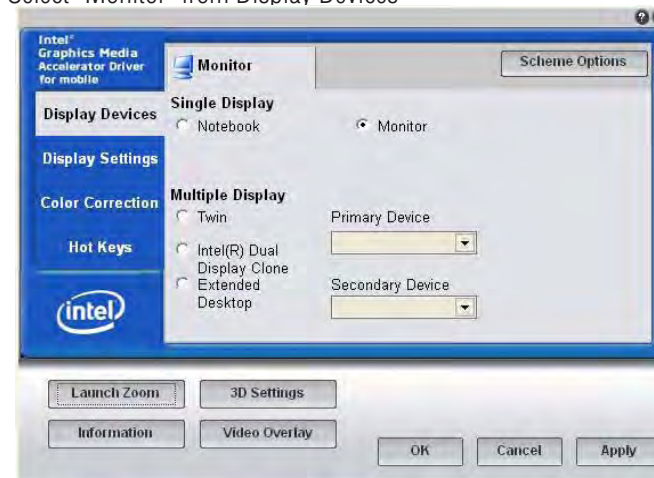 Select "Monitor" from Display Devices
Intel®
Graphics Media
Accelerator Driver
for mobile
Monitor
Scheme Options
Display Devices
Single Display
Notebook
Monitor
Display Settings
Color Correction
Multiple Display
Twin
Primary Device
Hot Keys
Intel(R) Dual
Display Clone
Extended
Desktop
Secondary Device
intel
Launch Zoom
3D Settings
Information
Video Overlay
OK
Cancel
Apply